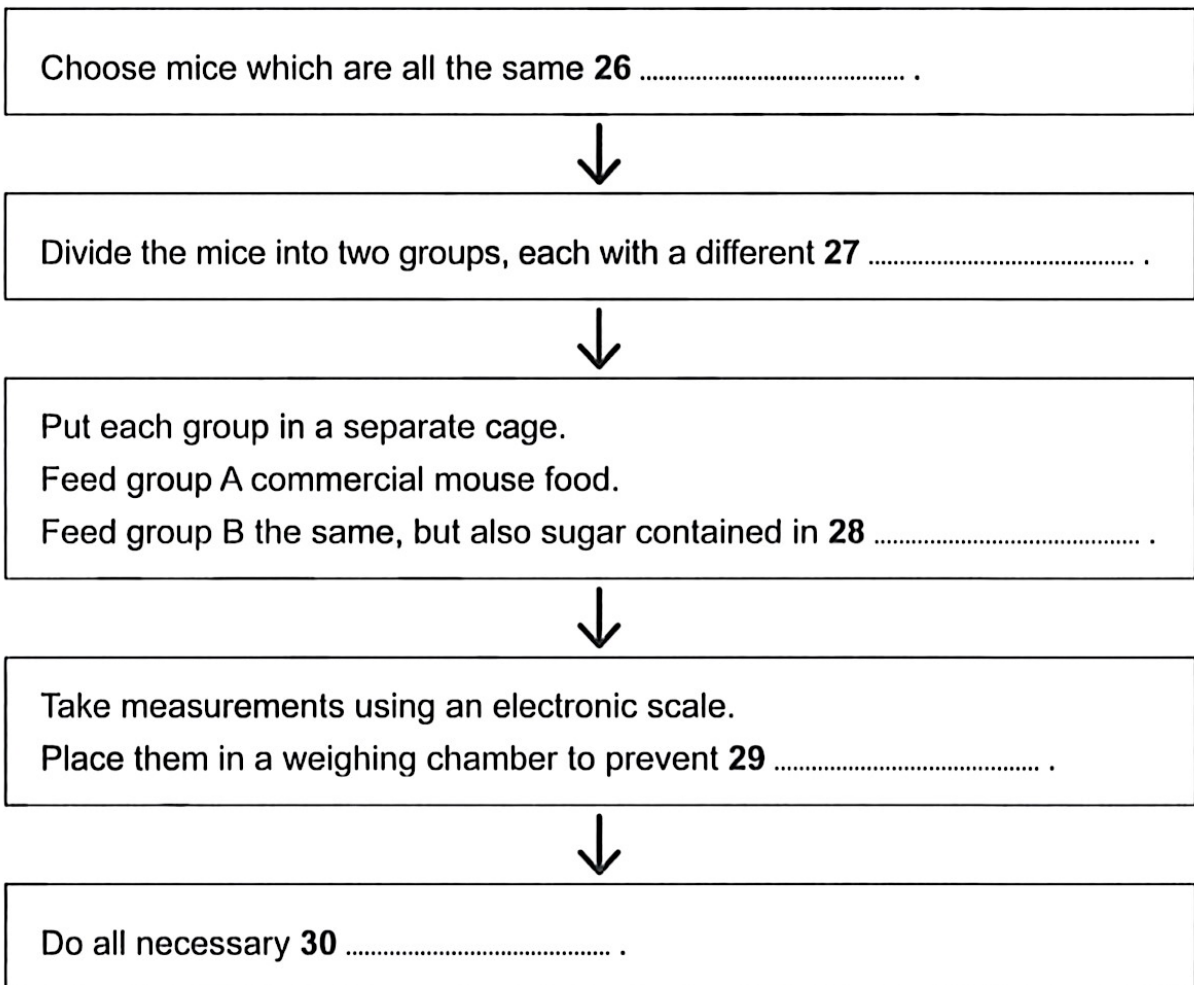 Choose mice which are all the same 26 ............................................ .
Divide the mice into two groups, each with a different 27 ............................................ .
Put each group in a separate cage.
Feed group A commercial mouse food.
Feed group B the same, but also sugar contained in 28 ............................................ .
Take measurements using an electronic scale.
Place them in a weighing chamber to prevent 29 ............................................ .
Do all necessary 30 ............................................ .